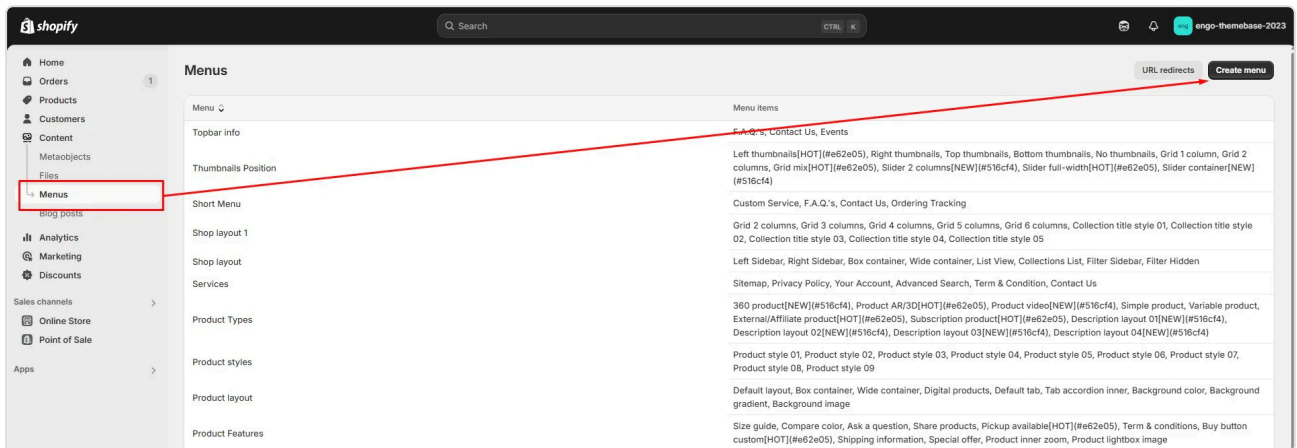 shopify
Search
CTRL K
eng
engo-themebase-2023
Home
Orders 1
Products
Customers
Content
Metaobjects
Files
Menus
Blog posts
Analytics
Marketing
Discounts
Sales channels
Online Store
Point of Sale
Apps
Menus
URL redirects
Create menu
Menu
Menu items
Topbar info
F.A.Q.'s, Contact Us, Events
Thumbnails Position
Left thumbnails[HOT](#e62e05), Right thumbnails, Top thumbnails, Bottom thumbnails, No thumbnails, Grid 1 column, Grid 2
columns, Grid mix[HOT](#e62e05), Slider 2 columns[NEW](#516cf4), Slider full-width[HOT](#e62e05), Slider container[NEW]
(#516cf4)
Short Menu
Custom Service, F.A.Q.'s, Contact Us, Ordering Tracking
Shop layout 1
Grid 2 columns, Grid 3 columns, Grid 4 columns, Grid 5 columns, Grid 6 columns, Collection title style 01, Collection title style
02, Collection title style 03, Collection title style 04, Collection title style 05
Shop layout
Left Sidebar, Right Sidebar, Box container, Wide container, List View, Collections List, Filter Sidebar, Filter Hidden
Services
Sitemap, Privacy Policy, Your Account, Advanced Search, Term & Condition, Contact Us
Product Types
360 product[NEW](#516cf4), Product AR/3D[HOT](#e62e05), Product video[NEW](#516cf4), Simple product, Variable product,
External/Affiliate product[HOT](#e62e05), Subscription product[HOT](#e62e05), Description layout 01[NEW](#516cf4),
Description layout 02[NEW](#516cf4), Description layout 03[NEW](#516cf4), Description layout 04[NEW](#516cf4)
Product styles
Product style 01, Product style 02, Product style 03, Product style 04, Product style 05, Product style 06, Product style 07,
Product style 08, Product style 09
Product layout
Default layout, Box container, Wide container, Digital products, Default tab, Tab accordion inner, Background color, Background
gradient, Background image
Product Features
Size guide, Compare color, Ask a question, Share products, Pickup available[HOT](#e62e05), Term & conditions, Buy button
custom[HOT](#e62e05), Shipping information, Special offer, Product inner zoom, Product lightbox image